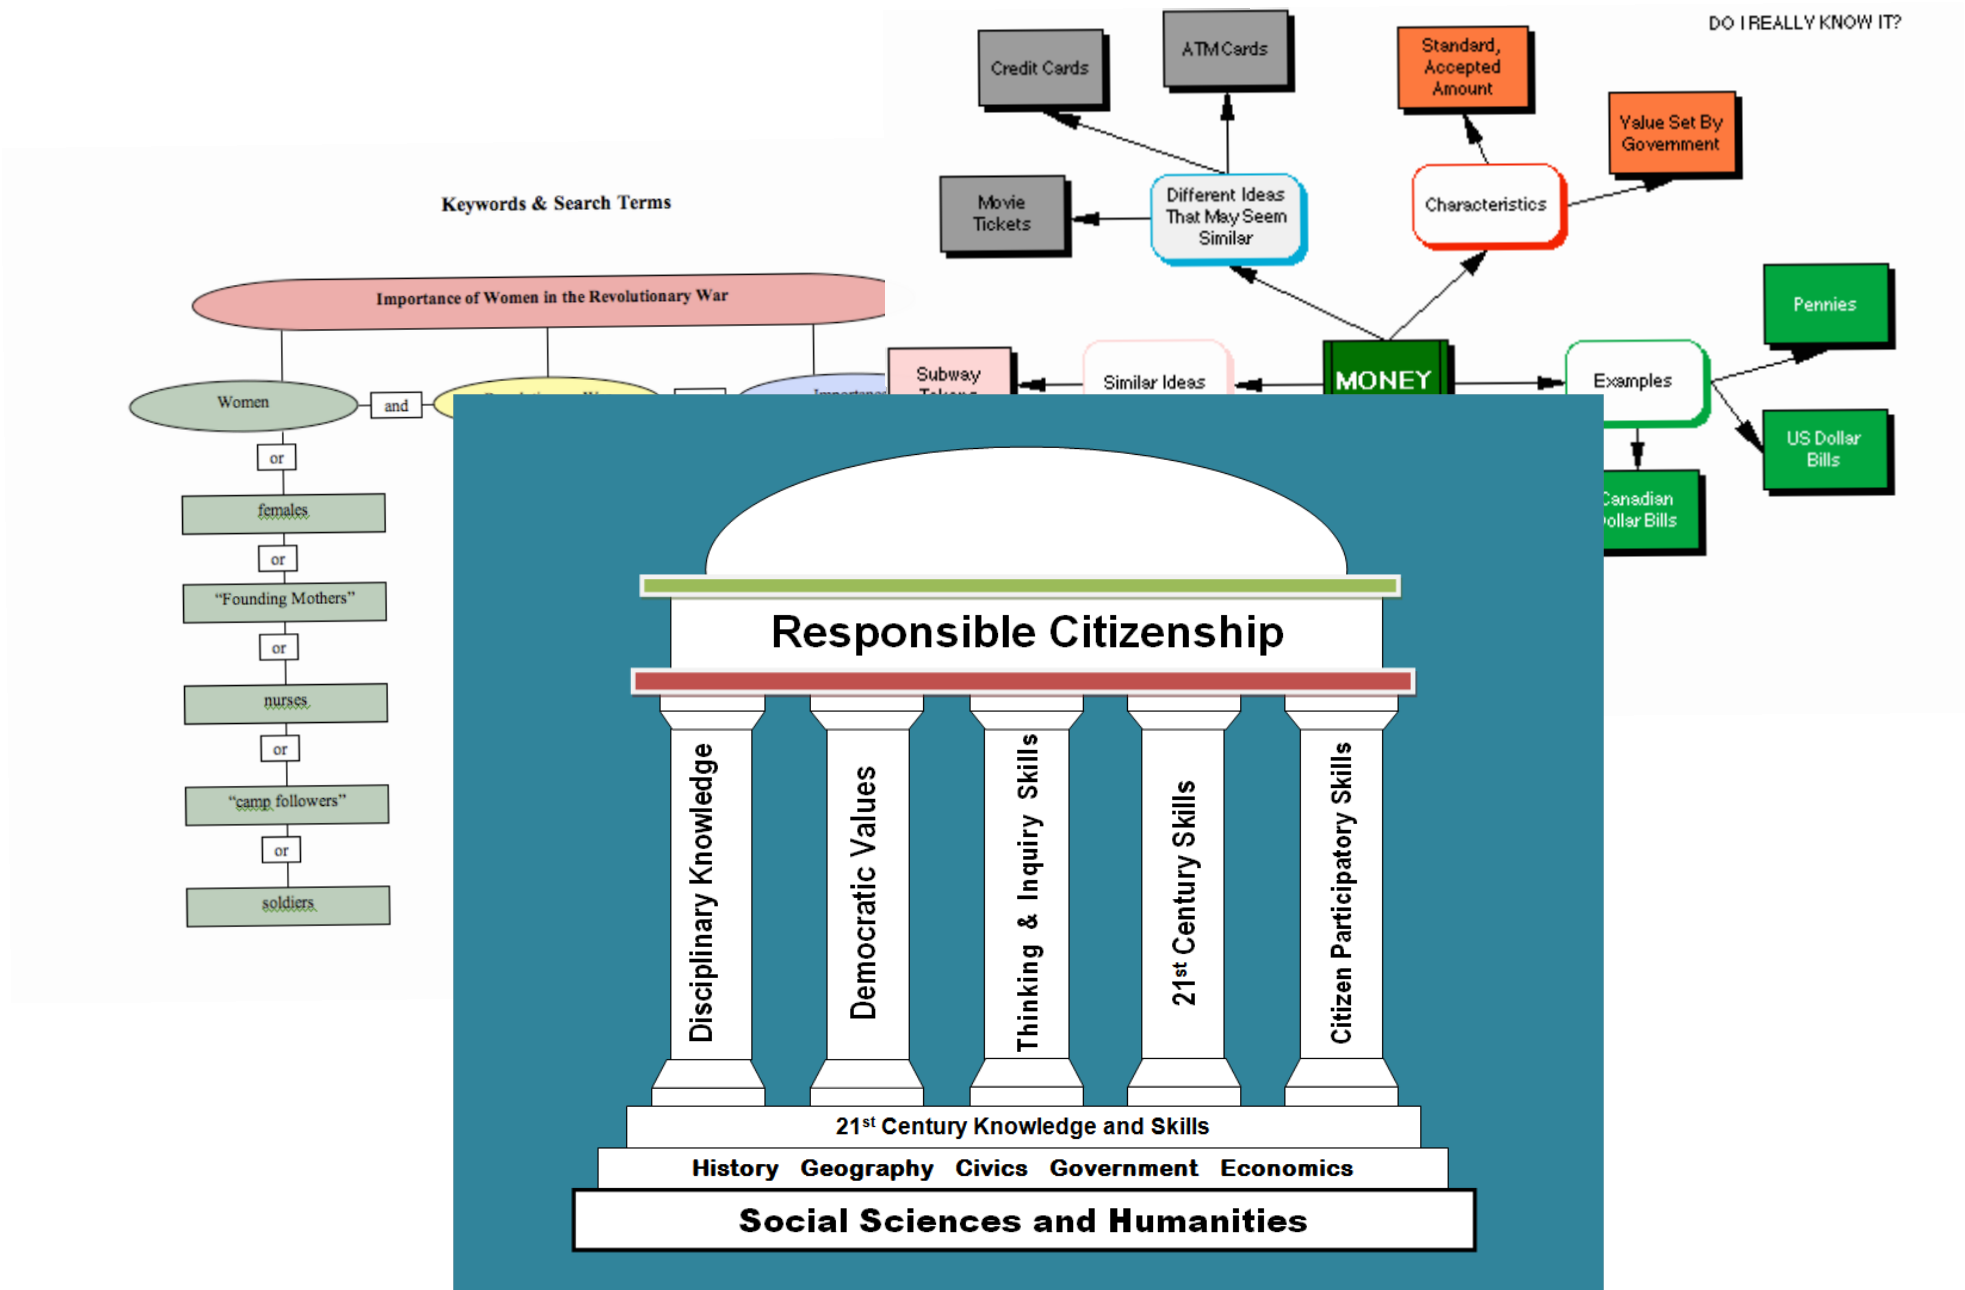 DO I REALLY KNOW IT?
Credit Cards
ATM Cards
Standard,
Accepted
Amount
Value Set By
Government
Movie
Tickets
Different Ideas
That May Seem
Similar
Characteristics
Pennies
Subway
Similar Ideas
MONEY
Examples
US Dollar
Bills
Canadian
Dollar Bills
Keywords & Search Terms
Importance of Women in the Revolutionary War
Women
and
or
females
or
“Founding Mothers”
or
nurses
or
“camp followers”
or
soldiers
Responsible Citizenship
Disciplinary Knowledge
Democratic Values
Thinking & Inquiry Skills
21st Century Skills
Citizen Participatory Skills
21st Century Knowledge and Skills
History Geography Civics Government Economics
Social Sciences and Humanities